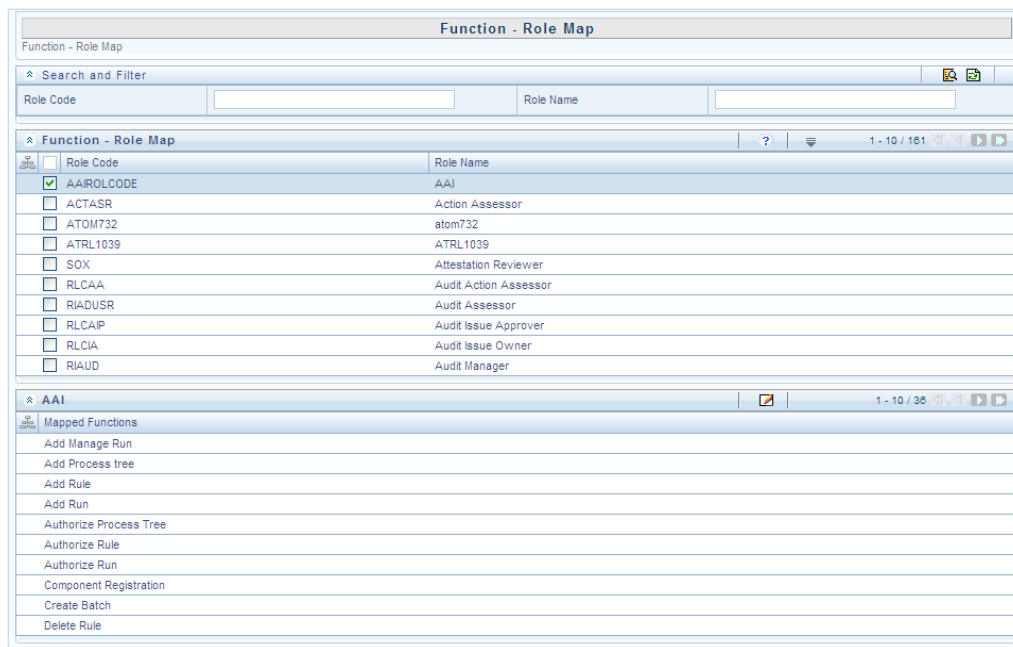 Function - Role Map
Function - Role Map
Search and Filter
Role Code Role Name
Function - Role Map ? 1 - 10 / 161
Role Code Role Name
AAIROLCODE AAI
ACTASR Action Assessor
ATOM732 atom732
ATRL1039 ATRL1039
SOX Attestation Reviewer
RLCAA Audit Action Assessor
RIADUSR Audit Assessor
RLCAIP Audit Issue Approver
RLCIA Audit Issue Owner
RIAUD Audit Manager
AAI 1 - 10 / 36
Mapped Functions
Add Manage Run
Add Process tree
Add Rule
Add Run
Authorize Process Tree
Authorize Rule
Authorize Run
Component Registration
Create Batch
Delete Rule